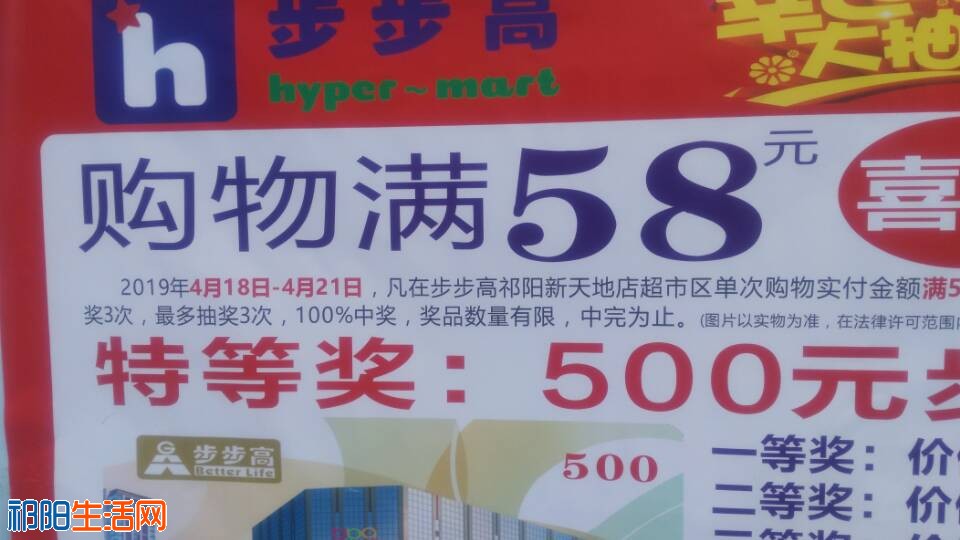 步步高
hyper~mart
大抽
购物满58元
喜
2019年4月18日-4月21日，凡在步步高祁阳新天地店超市区单次购物实付金额满5
奖3次，最多抽奖3次，100%中奖，奖品数量有限，中完为止。(图片以实物为准，在法律许可范围
特等奖：500元
步步高
Better Life
500
一等奖：价
二等奖：价
祁阳生活网